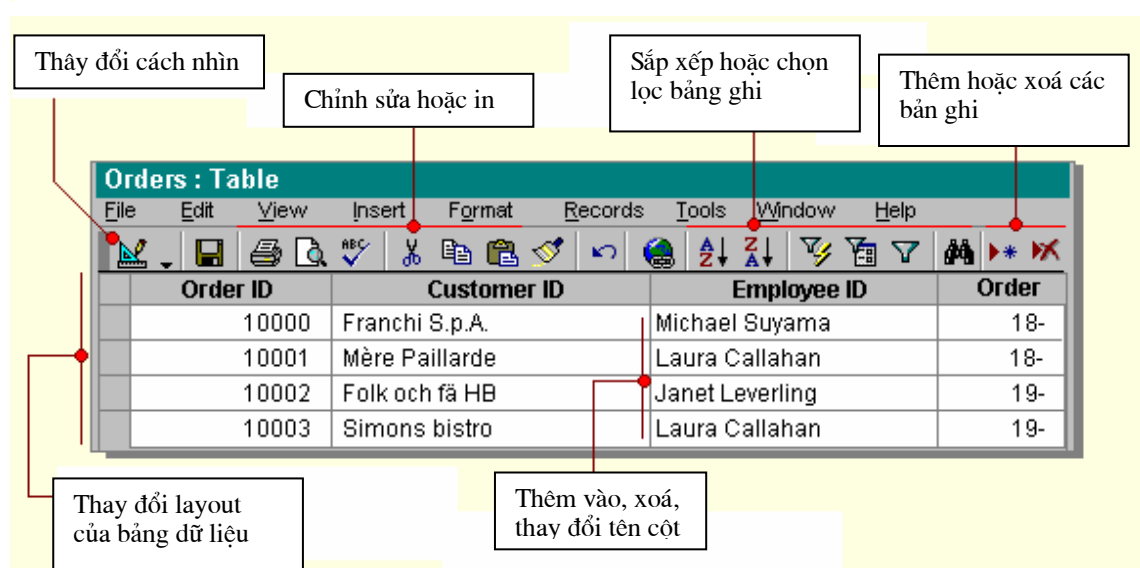 Thây đổi cách nhìn
Chỉnh sửa hoặc in
Sắp xếp hoặc chọn
lọc bảng ghi
Thêm hoặc xoá các
bản ghi
Orders : Table
File Edit View Insert Format Records Tools Window Help
ABC A Z Z A
Order ID Customer ID Employee ID Order
10000 Franchi S.p.A. Michael Suyama 18-
10001 Mère Paillarde Laura Callahan 18-
10002 Folk och fä HB Janet Leverling 19-
10003 Simons bistro Laura Callahan 19-
Thay đổi layout
của bảng dữ liệu
Thêm vào, xoá,
thay đổi tên cột